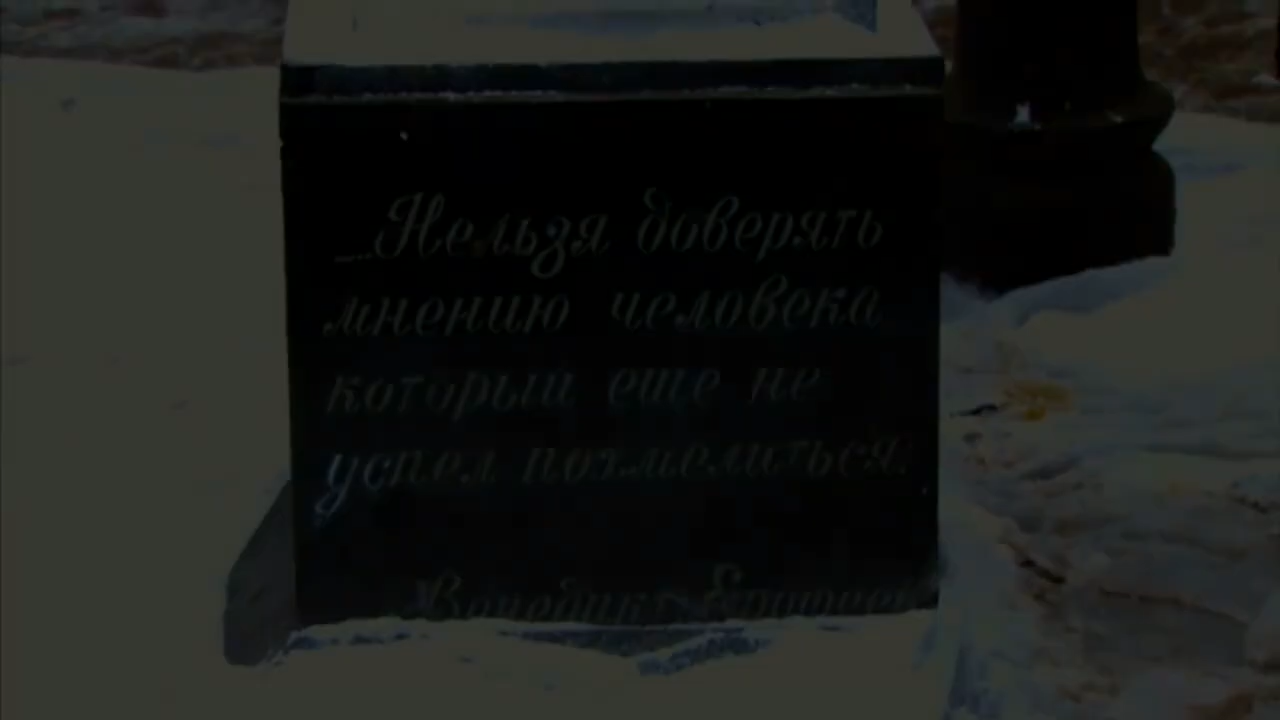 ...Нельзя доверять
мнению человека
который еще не
успел похмелиться.
Венедикт Ерофеев